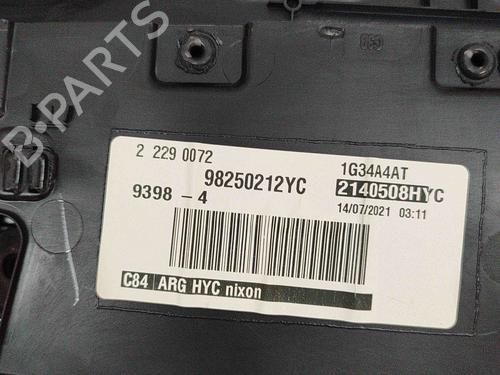 B-PARTS
2 229 0072
98250212YC
1G34A4AT
9398 - 4
2140508HYC
14/07/2021 03:11
C84 ARG HYC nixon